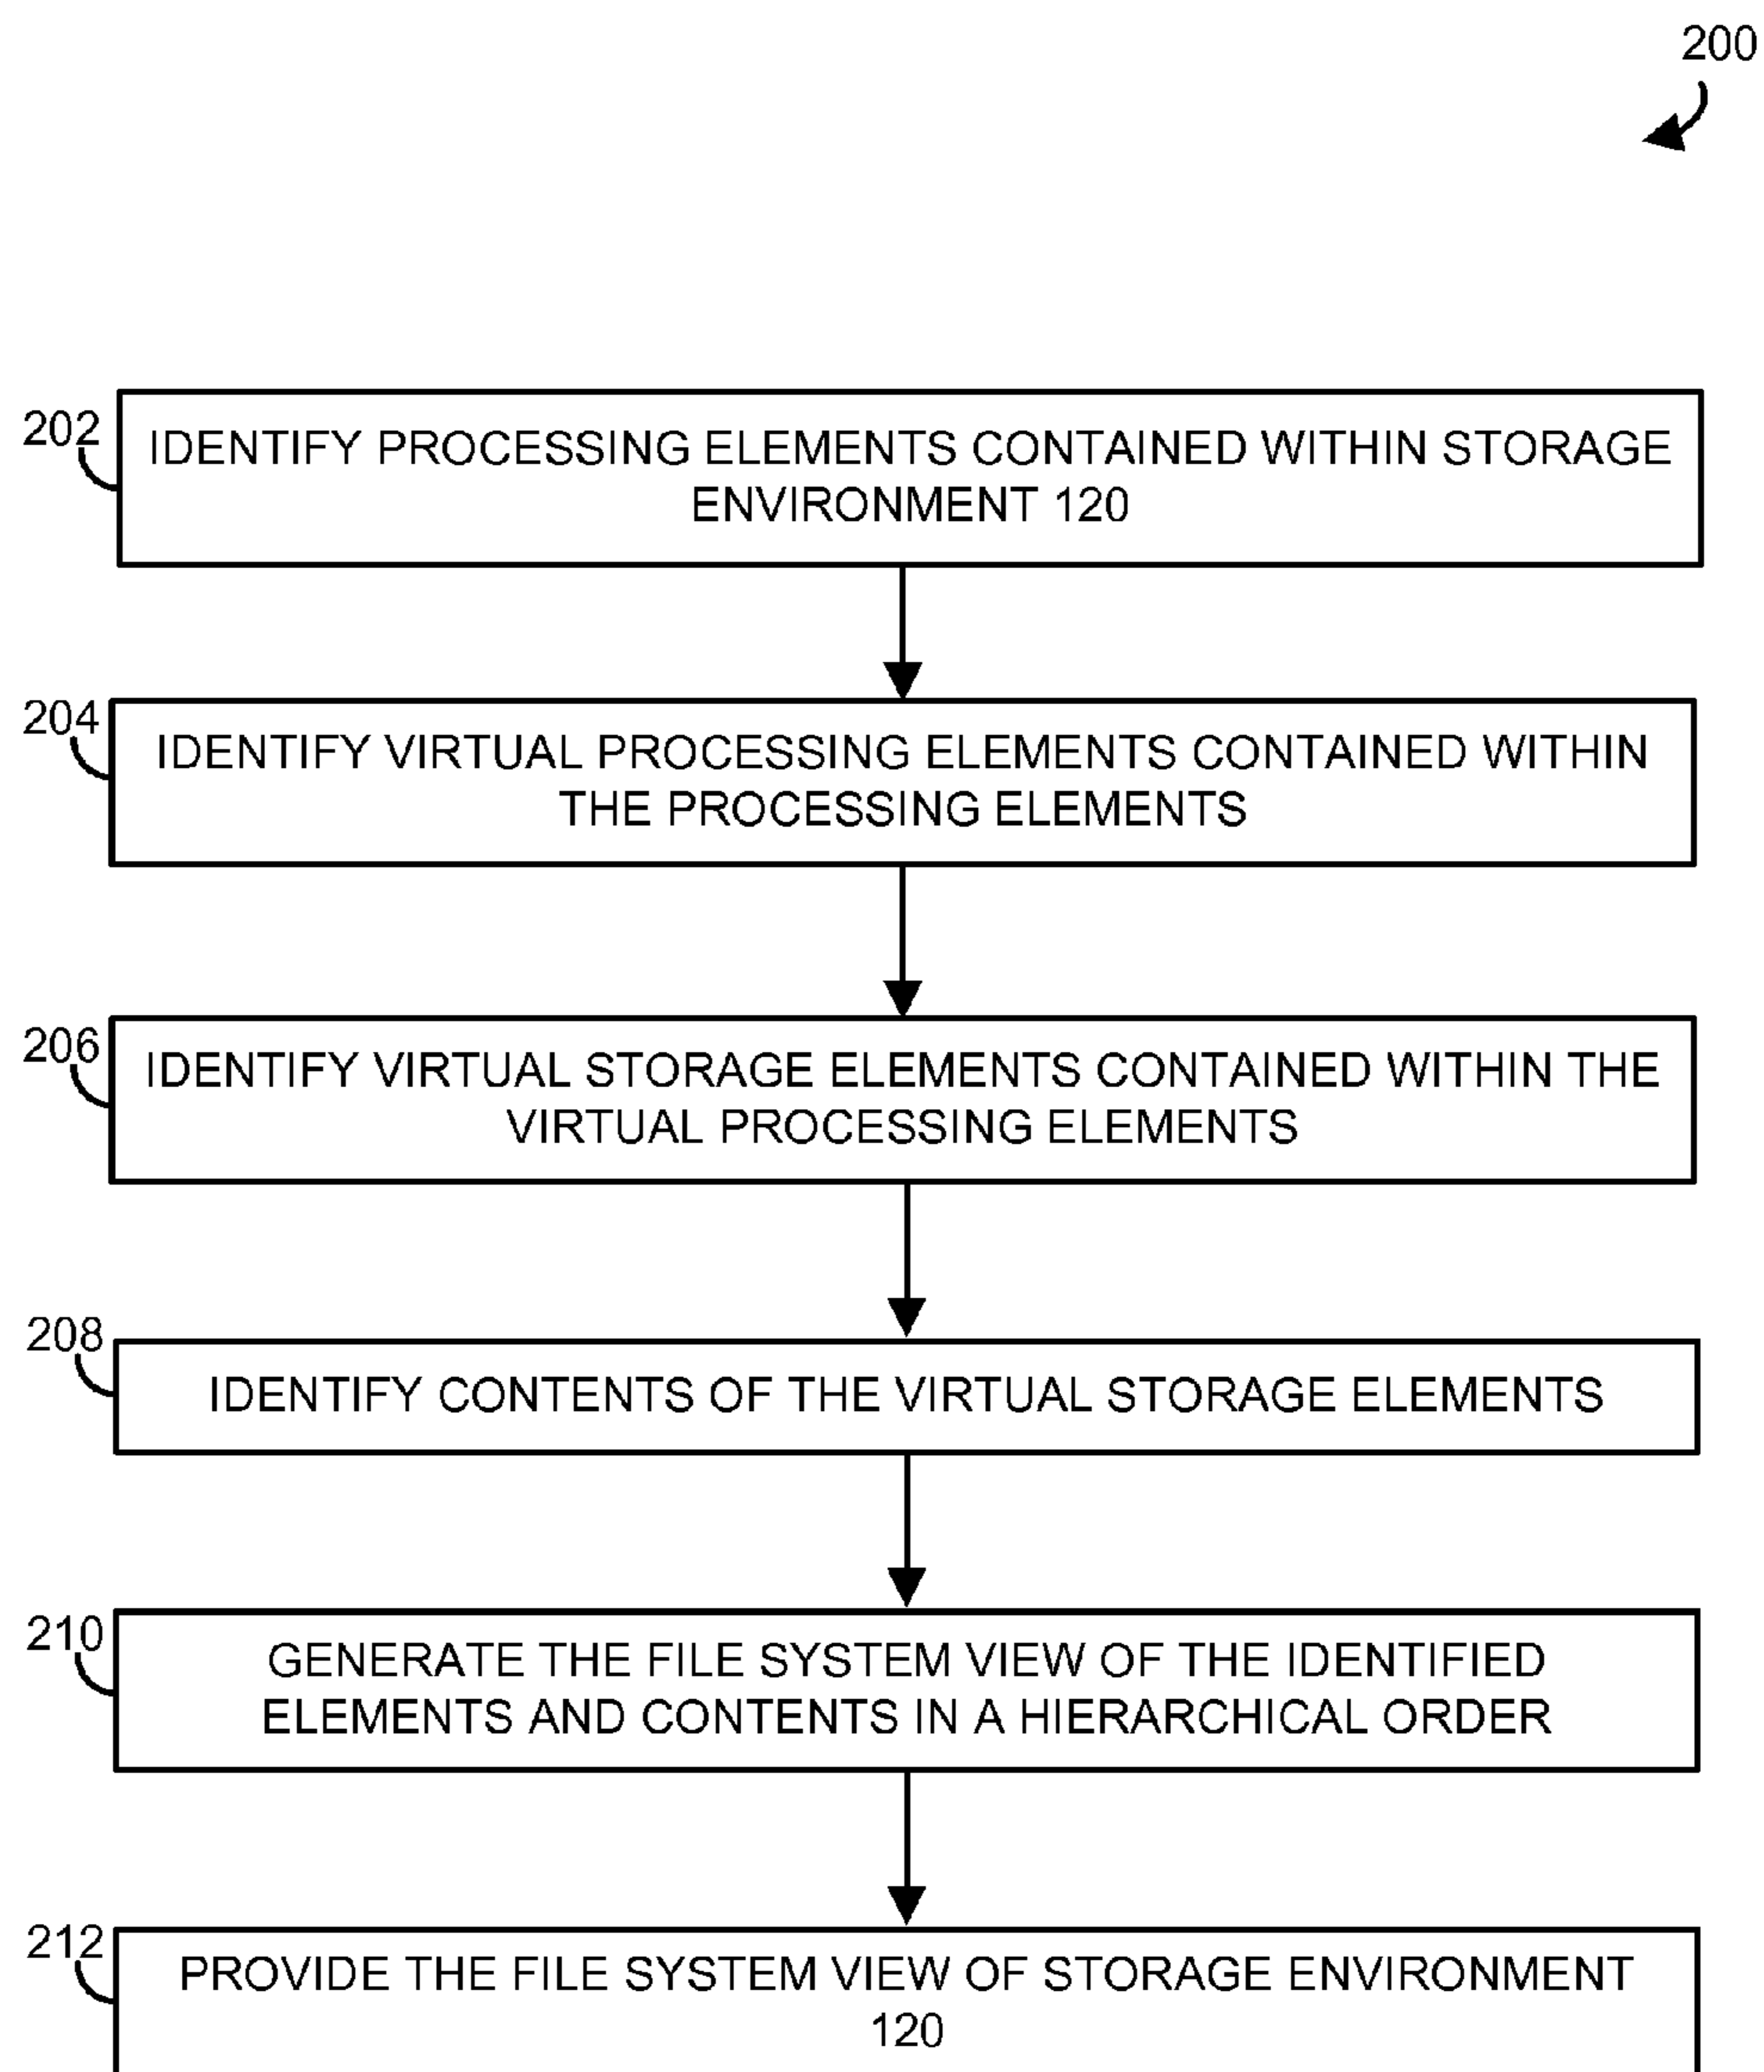 200
202
IDENTIFY PROCESSING ELEMENTS CONTAINED WITHIN STORAGE
ENVIRONMENT 120
204
IDENTIFY VIRTUAL PROCESSING ELEMENTS CONTAINED WITHIN
THE PROCESSING ELEMENTS
206
IDENTIFY VIRTUAL STORAGE ELEMENTS CONTAINED WITHIN THE
VIRTUAL PROCESSING ELEMENTS
208
IDENTIFY CONTENTS OF THE VIRTUAL STORAGE ELEMENTS
210
GENERATE THE FILE SYSTEM VIEW OF THE IDENTIFIED
ELEMENTS AND CONTENTS IN A HIERARCHICAL ORDER
212
PROVIDE THE FILE SYSTEM VIEW OF STORAGE ENVIRONMENT
120